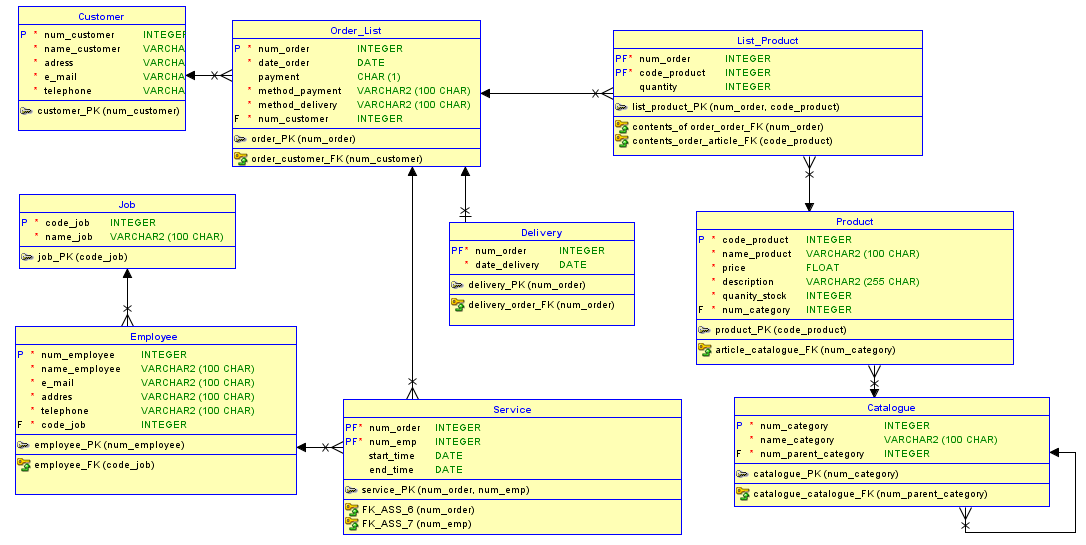 Customer
P * num_customer INTEGER
* name_customer VARCHA
* adress VARCHA
* e_mail VARCHA
* telephone VARCHA
customer_PK (num_customer)
Order_List
P * num_order INTEGER
* date_order DATE
payment CHAR (1)
* method_payment VARCHAR2 (100 CHAR)
* method_delivery VARCHAR2 (100 CHAR)
F * num_customer INTEGER
order_PK (num_order)
order_customer_FK (num_customer)
List_Product
PF* num_order INTEGER
PF* code_product INTEGER
quantity INTEGER
list_product_PK (num_order, code_product)
contents_of order_order_FK (num_order)
contents_order_article_FK (code_product)
Job
P * code_job INTEGER
* name_job VARCHAR2 (100 CHAR)
job_PK (code_job)
Delivery
PF* num_order INTEGER
* date_delivery DATE
delivery_PK (num_order)
delivery_order_FK (num_order)
Product
P * code_product INTEGER
* name_product VARCHAR2 (100 CHAR)
* price FLOAT
* description VARCHAR2 (255 CHAR)
* quanity_stock INTEGER
F * num_category INTEGER
product_PK (code_product)
article_catalogue_FK (num_category)
Employee
P * num_employee INTEGER
* name_employee VARCHAR2 (100 CHAR)
* e_mail VARCHAR2 (100 CHAR)
* addres VARCHAR2 (100 CHAR)
* telephone VARCHAR2 (100 CHAR)
F * code_job INTEGER
employee_PK (num_employee)
employee_FK (code_job)
Service
PF* num_order INTEGER
PF* num_emp INTEGER
start_time DATE
end_time DATE
service_PK (num_order, num_emp)
FK_ASS_6 (num_order)
FK_ASS_7 (num_emp)
Catalogue
P * num_category INTEGER
* name_category VARCHAR2 (100 CHAR)
F * num_parent_category INTEGER
catalogue_PK (num_category)
catalogue_catalogue_FK (num_parent_category)